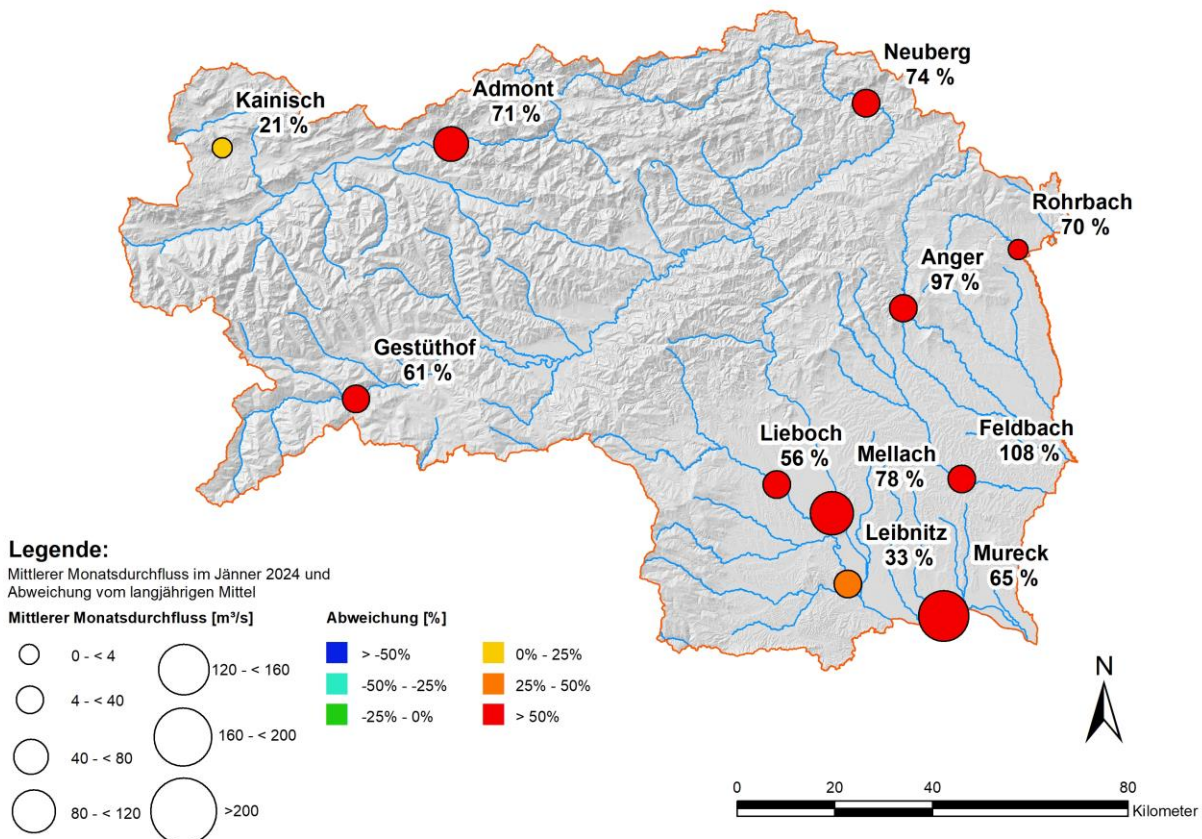 Neuberg
74 %
Kainisch
21 %
Admont
71 %
Rohrbach
70 %
Anger
97 %
Gestüthof
61 %
Lieboch
56 %
Mellach
78 %
Feldbach
108 %
Leibnitz
33 %
Mureck
65 %
Legende:
Mittlerer Monatsdurchfluss im Jänner 2024 und
Abweichung vom langjährigen Mittel
Mittlerer Monatsdurchfluss [m³/s]
0 - < 4
4 - < 40
40 - < 80
80 - < 120
120 - < 160
160 - < 200
>200
Abweichung [%]
> -50%
-50% - -25%
-25% - 0%
0% - 25%
25% - 50%
> 50%
N
0 20 40 60 80
Kilometer